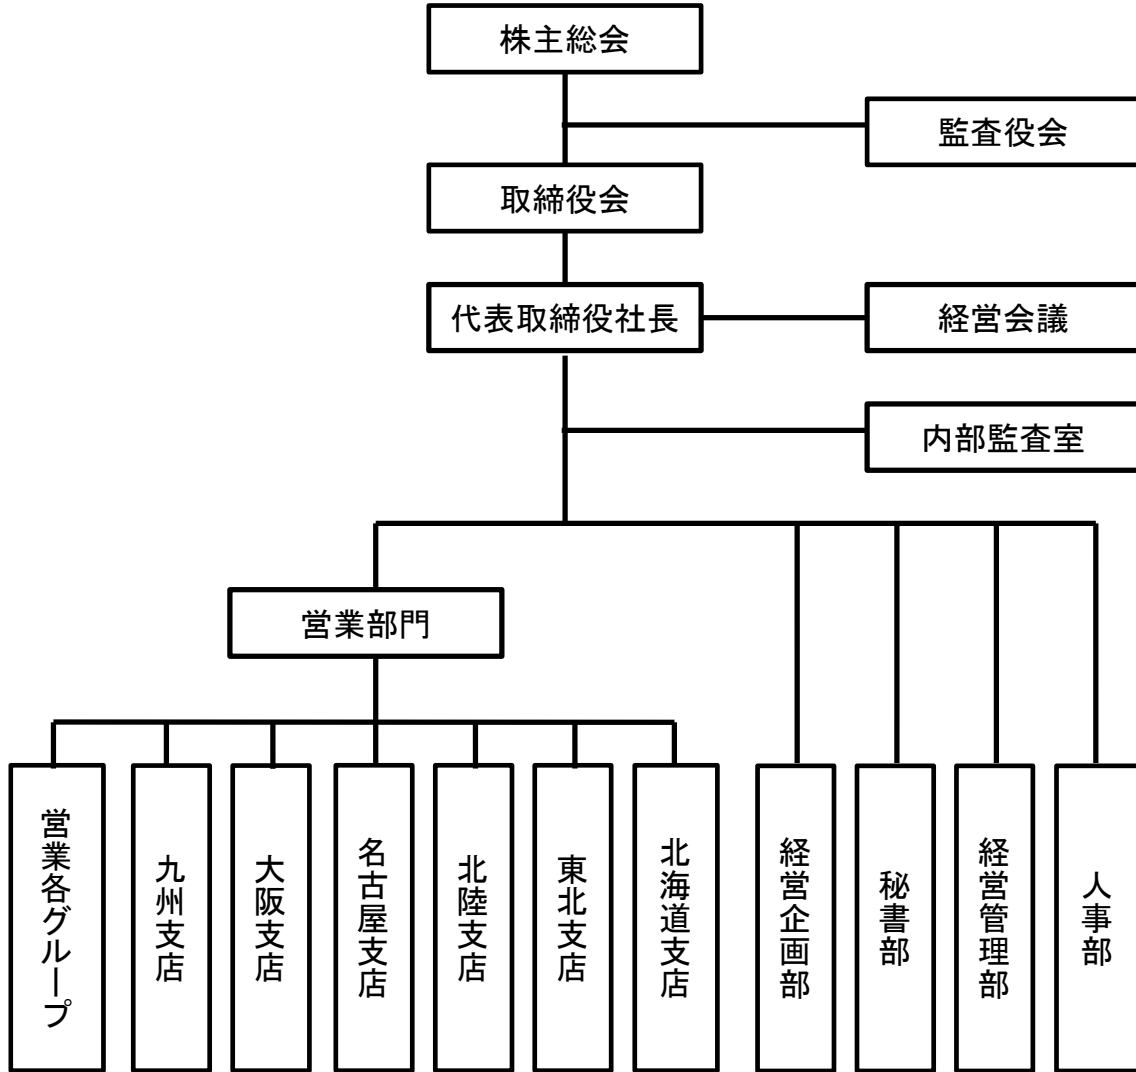 株主総会
監査役会
取締役会
代表取締役社長
経営会議
内部監査室
営業部門
営業各グループ
九州支店
大阪支店
名古屋支店
北陸支店
東北支店
北海道支店
経営企画部
秘書部
経営管理部
人事部